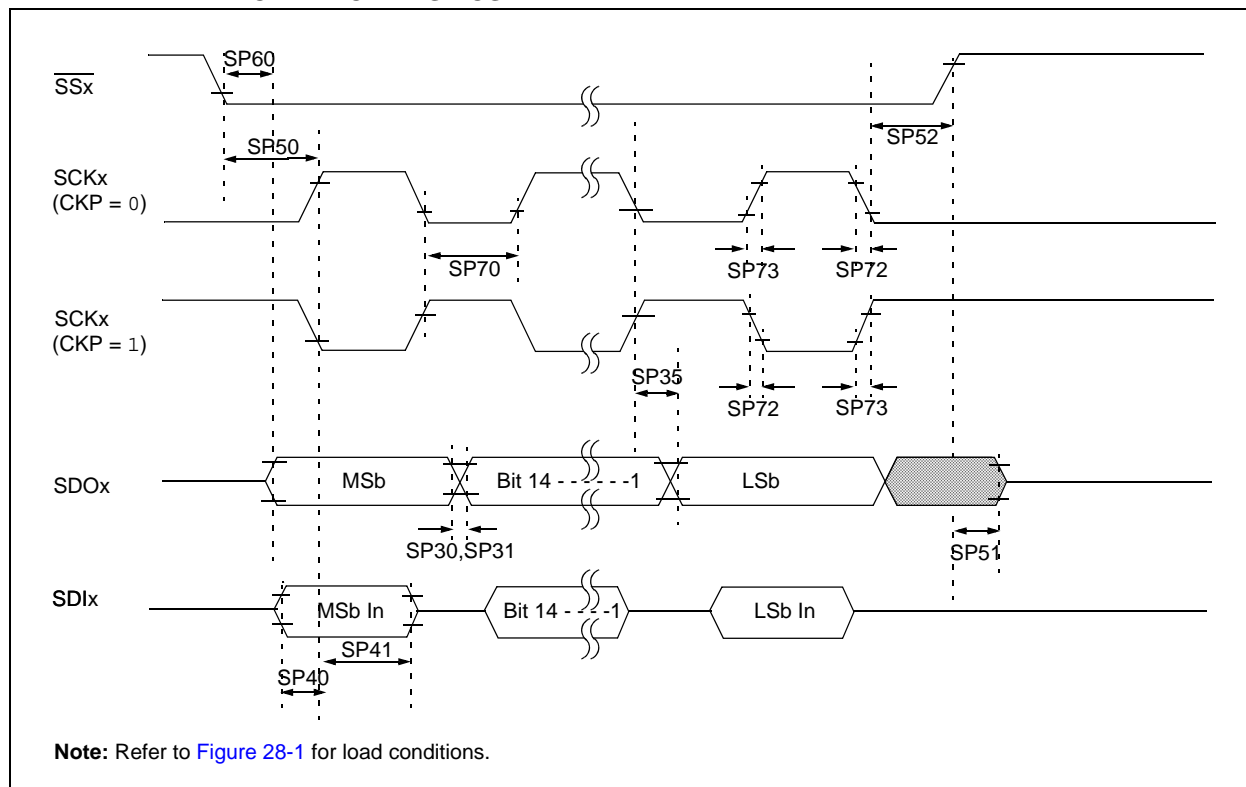 SP60
SSx
SP52
SP50
SCKx
(CKP = 0)
SP70
SP73
SP72
SCKx
(CKP = 1)
SP35
SP72
SP73
SDOx
MSb
Bit 14 - - - - - -1
LSb
SP30,SP31
SP51
SDIx
MSb In
Bit 14 - - - -1
LSb In
SP41
SP40
Note: Refer to Figure 28-1 for load conditions.